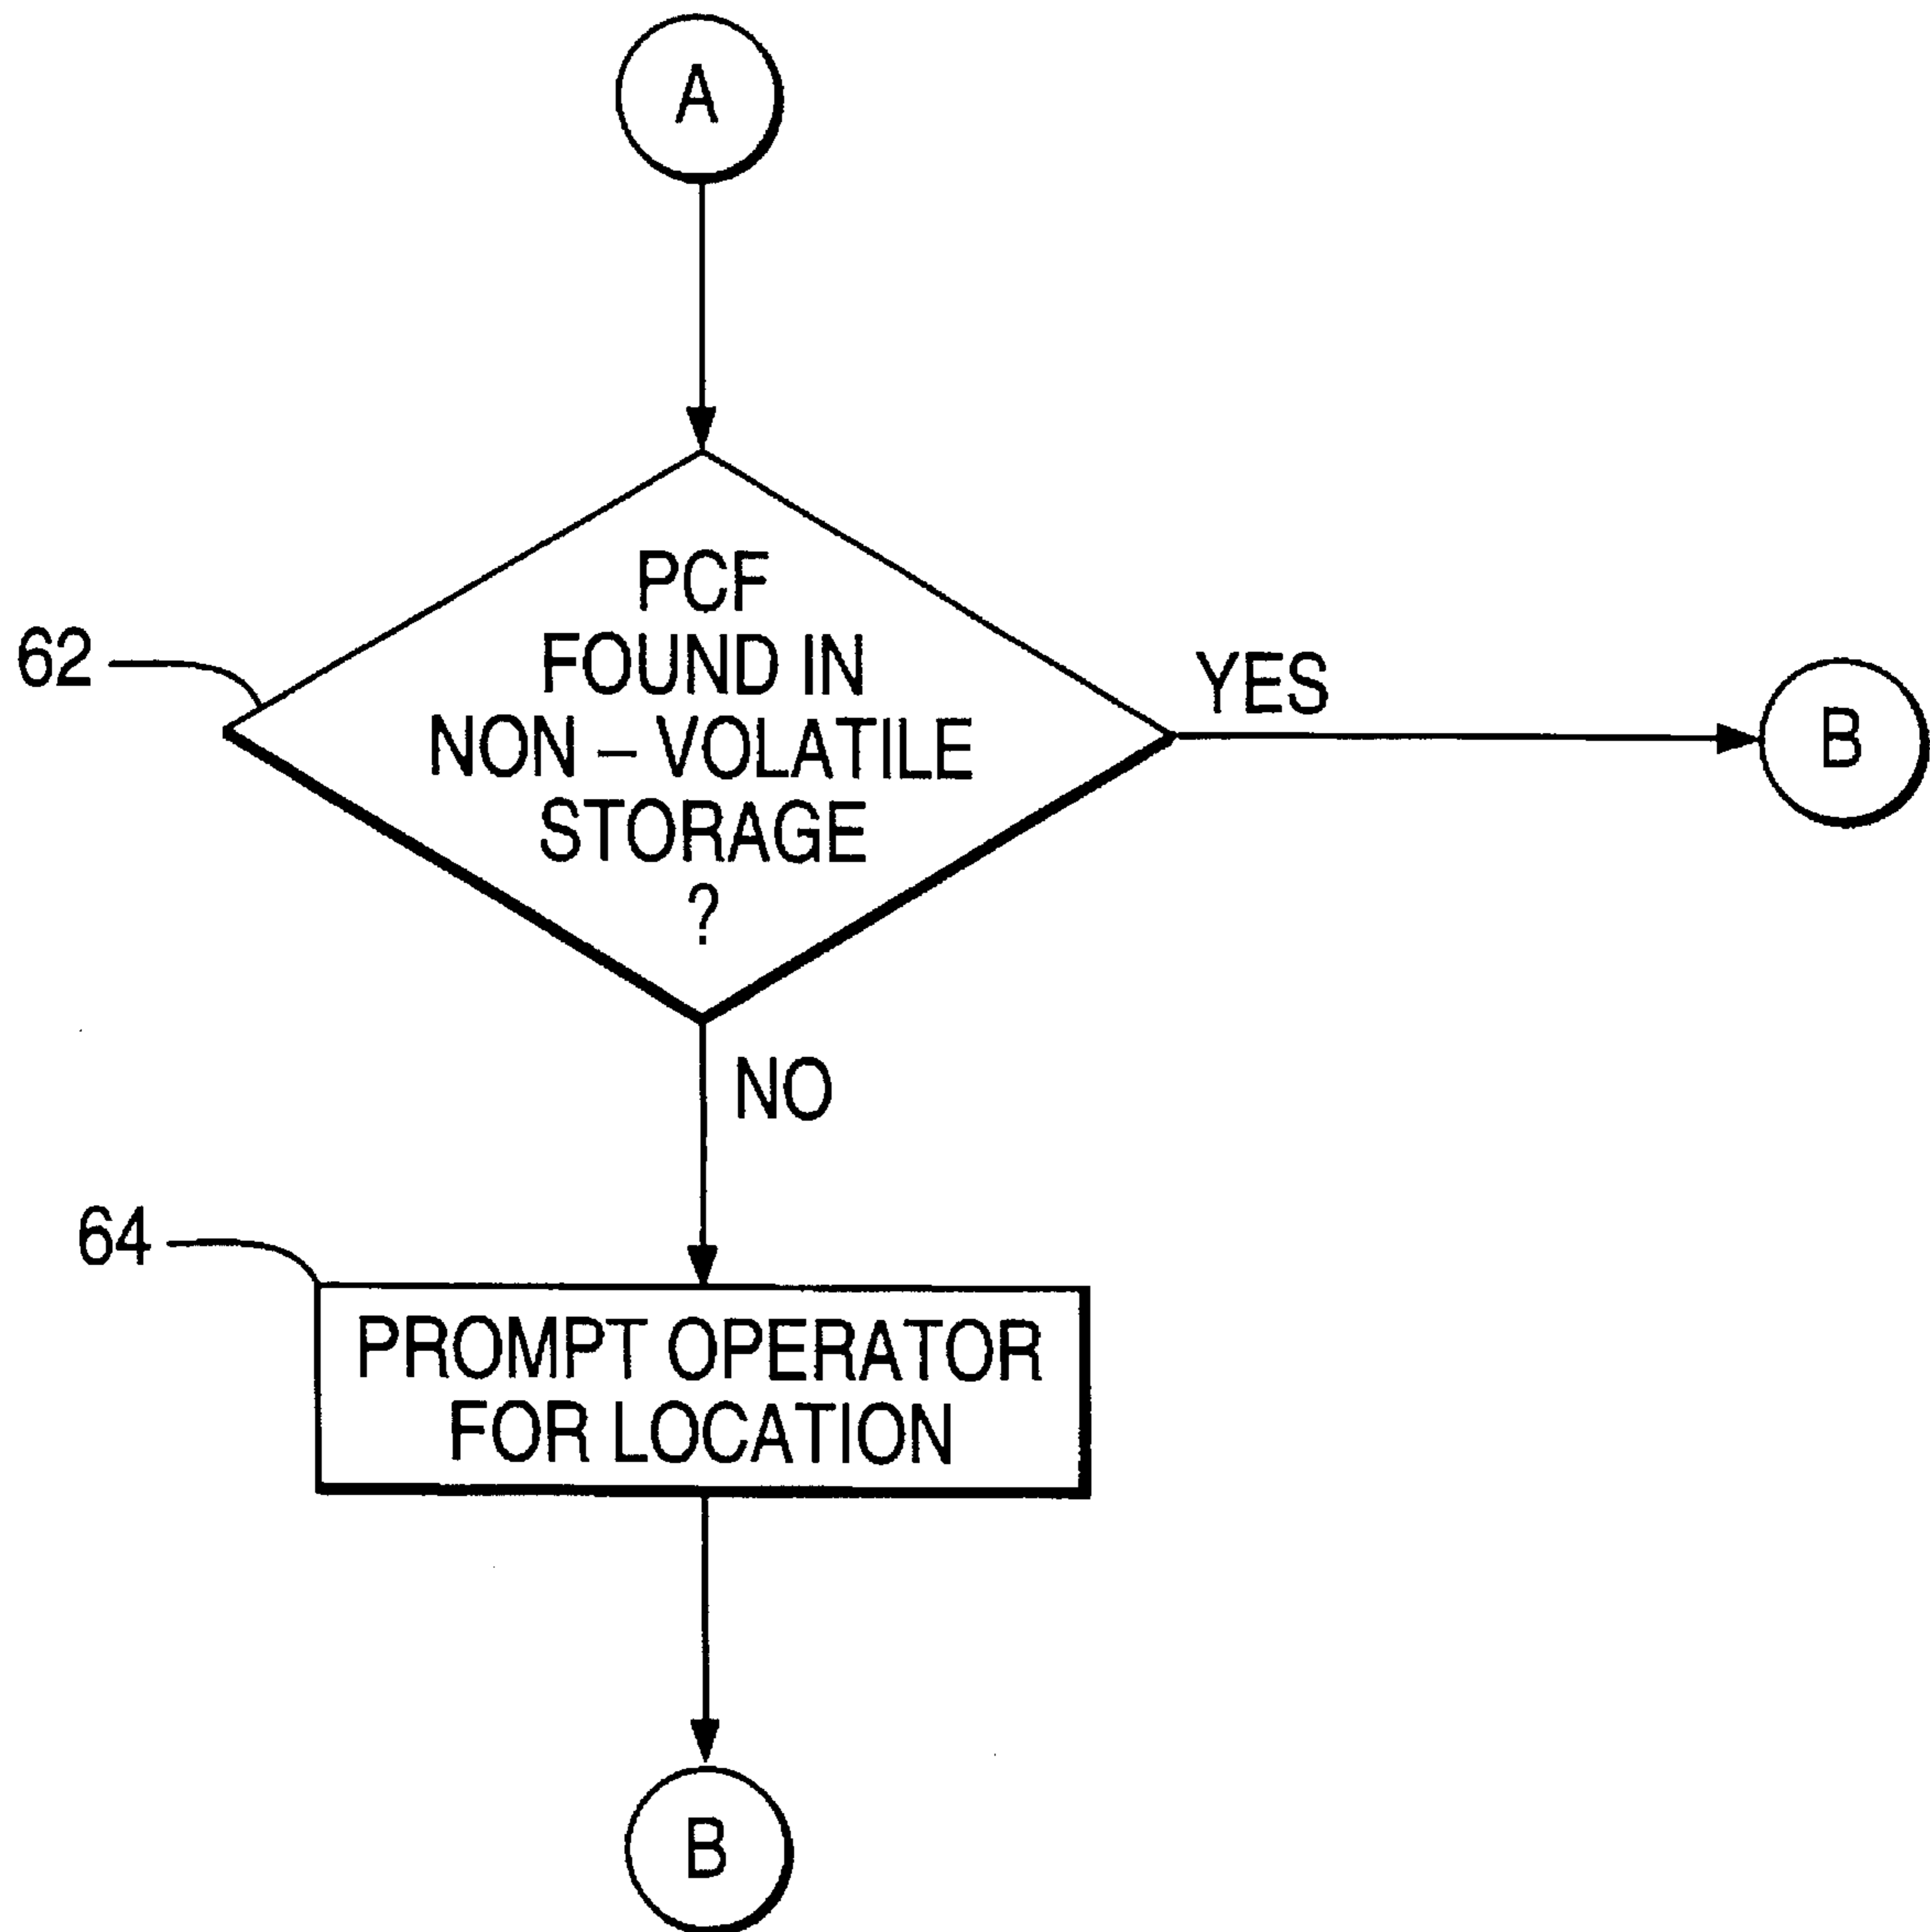 A
PCF
FOUND IN
NON – VOLATILE
STORAGE
?
62
YES
B
NO
64
PROMPT OPERATOR
FOR LOCATION
B